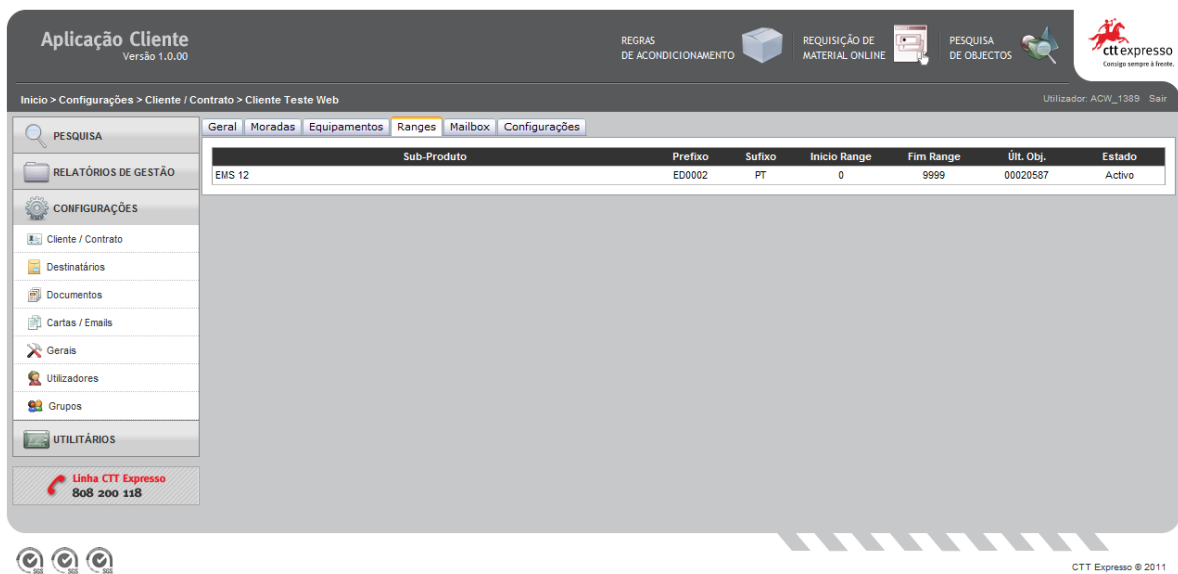 Aplicação Cliente
Versão 1.0.00
REGRAS
DE ACONDICIONAMENTO
REQUISIÇÃO DE
MATERIAL ONLINE
PESQUISA
DE OBJECTOS
ctt expresso
Consigo sempre à frente.
Inicio > Configurações > Cliente / Contrato > Cliente Teste Web
Utilizador: ACW_1389 Sair
PESQUISA
RELATÓRIOS DE GESTÃO
CONFIGURAÇÕES
Cliente / Contrato
Destinatários
Documentos
Cartas / Emails
Gerais
Utilizadores
Grupos
UTILITÁRIOS
Linha CTT Expresso
808 200 118
Geral Moradas Equipamentos Ranges Mailbox Configurações
Sub-Produto Prefixo Sufixo Inicio Range Fim Range Últ. Obj. Estado
EMS 12 ED0002 PT 0 9999 00020587 Activo
SGS SGS SGS
CTT Expresso © 2011